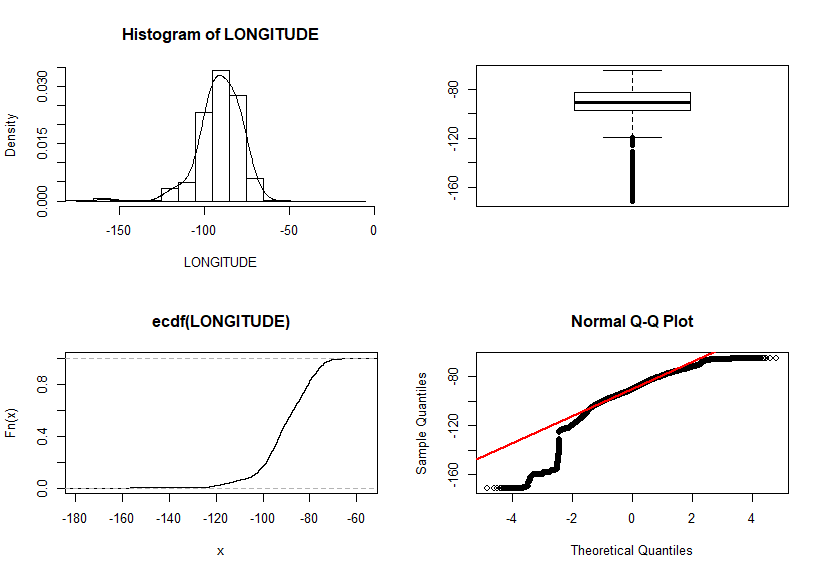 Histogram of LONGITUDE
Density
0.000 0.015 0.030
-150 -100 -50 0
LONGITUDE
-160 -120 -80
ecdf(LONGITUDE)
Fn(x)
0.0 0.4 0.8
-180 -160 -140 -120 -100 -80 -60
x
Normal Q-Q Plot
Sample Quantiles
-160 -120 -80
-4 -2 0 2 4
Theoretical Quantiles